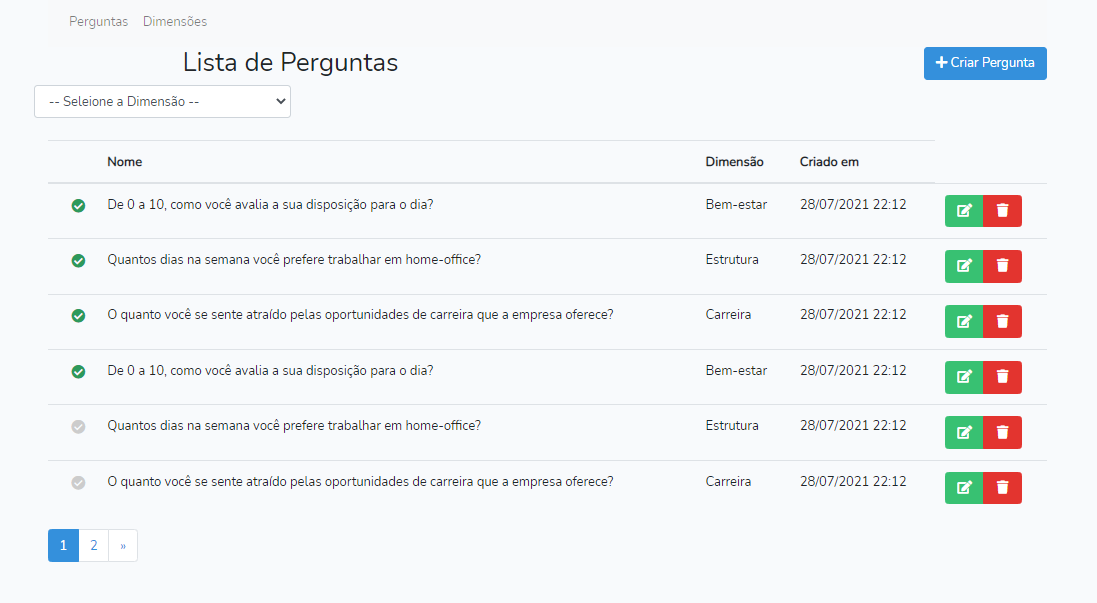 Perguntas Dimensões
Lista de Perguntas Criar Pergunta
-- Seleione a Dimensão --
Nome Dimensão Criado em
De 0 a 10, como você avalia a sua disposição para o dia? Bem-estar 28/07/2021 22:12
Quantos dias na semana você prefere trabalhar em home-office? Estrutura 28/07/2021 22:12
O quanto você se sente atraído pelas oportunidades de carreira que a empresa oferece? Carreira 28/07/2021 22:12
De 0 a 10, como você avalia a sua disposição para o dia? Bem-estar 28/07/2021 22:12
Quantos dias na semana você prefere trabalhar em home-office? Estrutura 28/07/2021 22:12
O quanto você se sente atraído pelas oportunidades de carreira que a empresa oferece? Carreira 28/07/2021 22:12
1 2 »